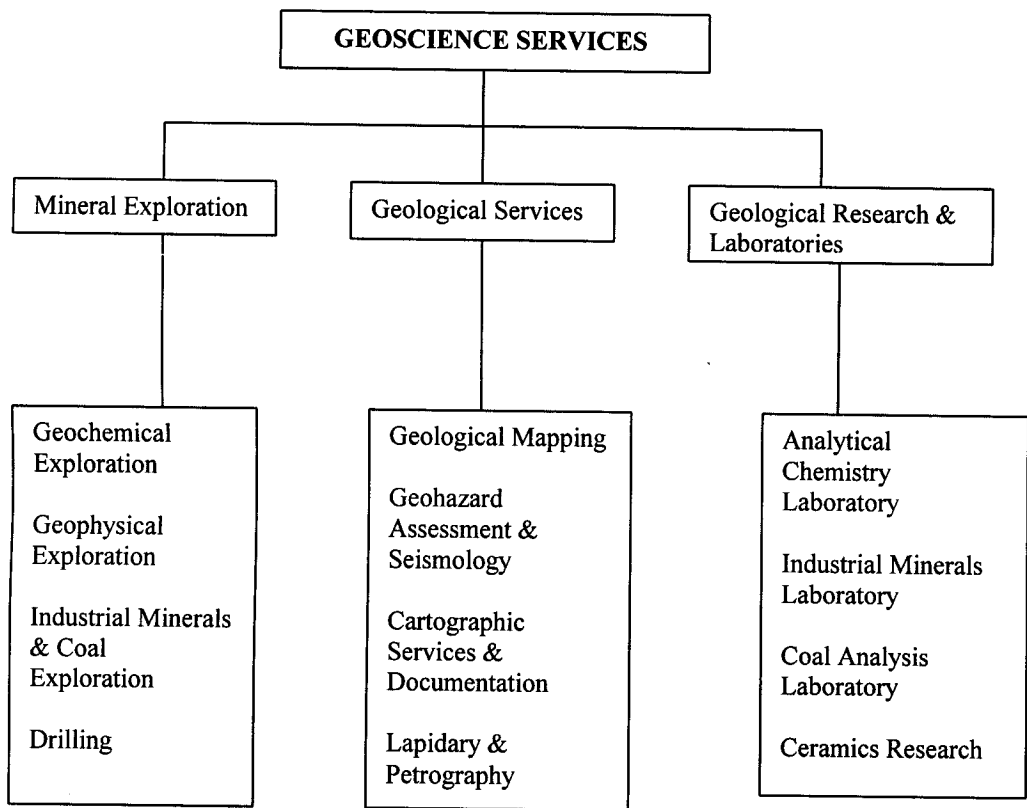 GEOSCIENCE SERVICES
Mineral Exploration
Geological Services
Geological Research &
Laboratories
Geochemical
Exploration
Geophysical
Exploration
Industrial Minerals
& Coal
Exploration
Drilling
Geological Mapping
Geohazard
Assessment &
Seismology
Cartographic
Services &
Documentation
Lapidary &
Petrography
Analytical
Chemistry
Laboratory
Industrial Minerals
Laboratory
Coal Analysis
Laboratory
Ceramics Research